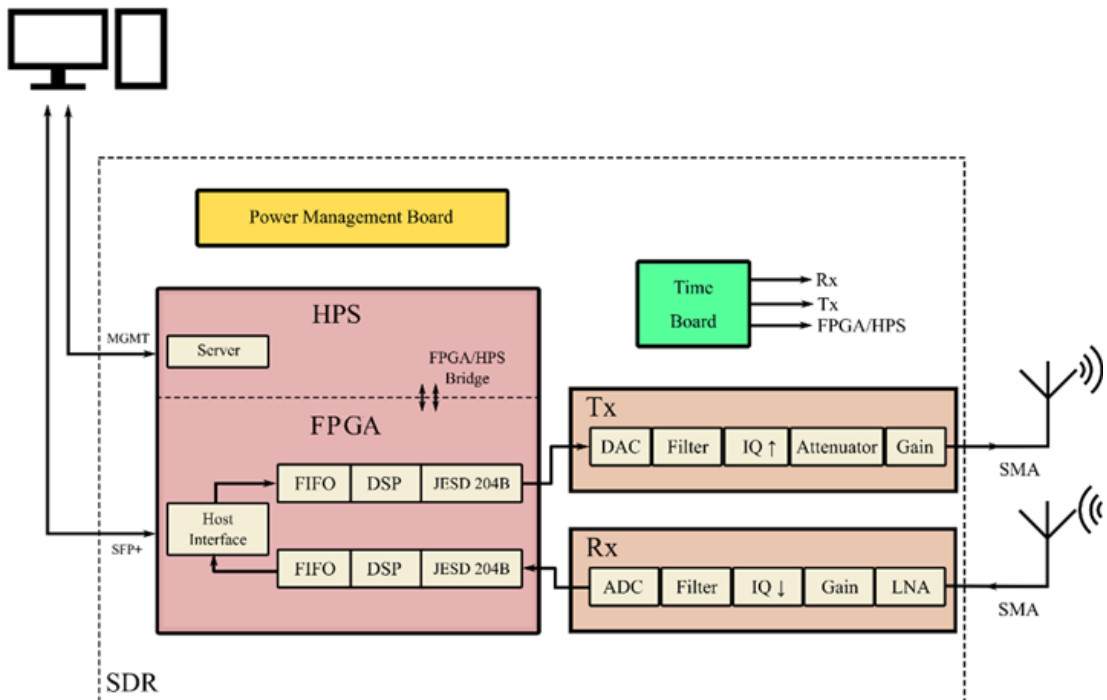 Power Management Board
Time
Board
Rx
Tx
FPGA/HPS
HPS
MGMT
Server
FPGA/HPS
Bridge
FPGA
FIFO
DSP
JESD 204B
Host
Interface
SFP+
FIFO
DSP
JESD 204B
Tx
DAC
Filter
IQ ↑
Attenuator
Gain
SMA
Rx
ADC
Filter
IQ ↓
Gain
LNA
SMA
SDR